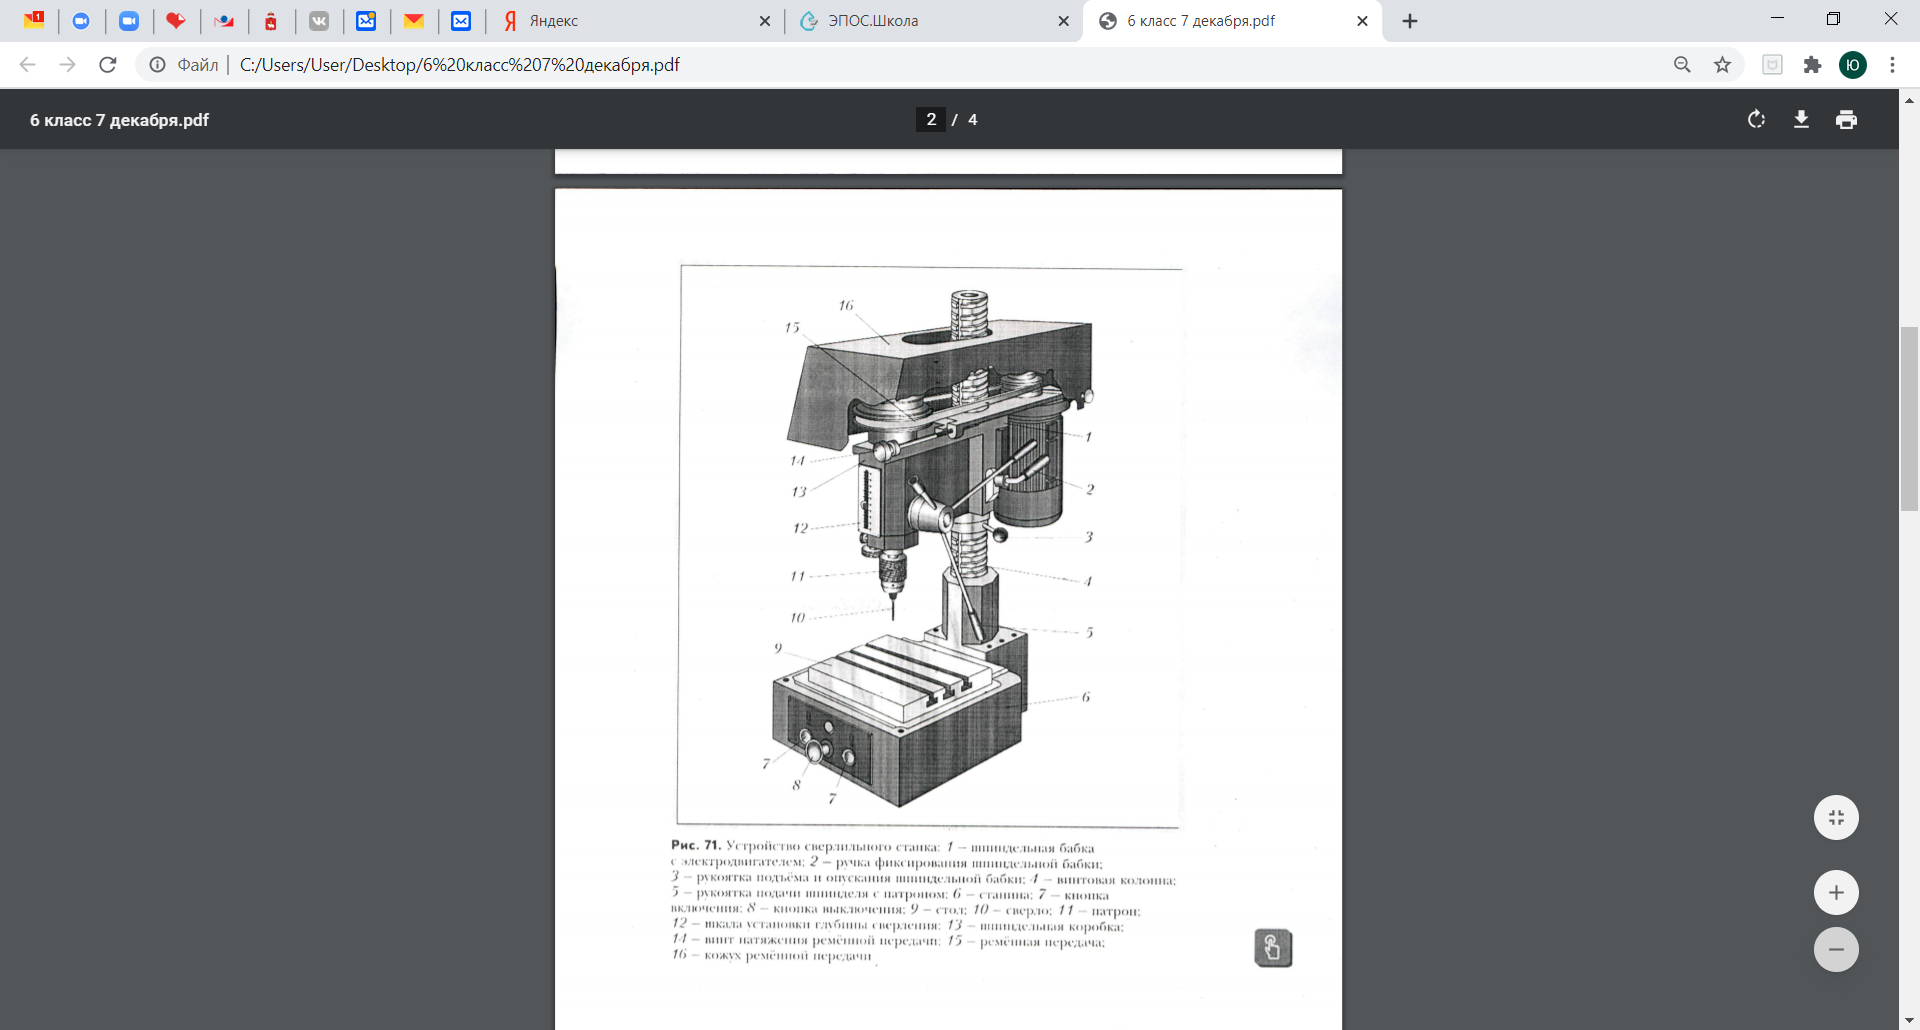 Яндекс
ЭПОС.Школа
6 класс 7 декабря.pdf
Файл
C:/Users/User/Desktop/6%20класс%207%20декабря.pdf
Ю
6 класс 7 декабря.pdf
2 / 4
16
15
1
14
13
2
12
3
11
4
10
5
9
6
7
8
7
Рис. 71. Устройство сверлильного станка: 1 – шпиндельная бабка
с электродвигателем; 2 – ручка фиксирования шпиндельной бабки;
3 – рукоятка подъёма и опускания шпиндельной бабки; 4 – винтовая колонна;
5 – рукоятка подачи шпинделя с патроном; 6 – станина; 7 – кнопка
включения; 8 – кнопка выключения; 9 – стол; 10 – сверло; 11 – патрон;
12 – шкала установки глубины сверления; 13 – шпиндельная коробка;
14 – винт натяжения ремённой передачи; 15 – ремённая передача;
16 – кожух ремённой передачи